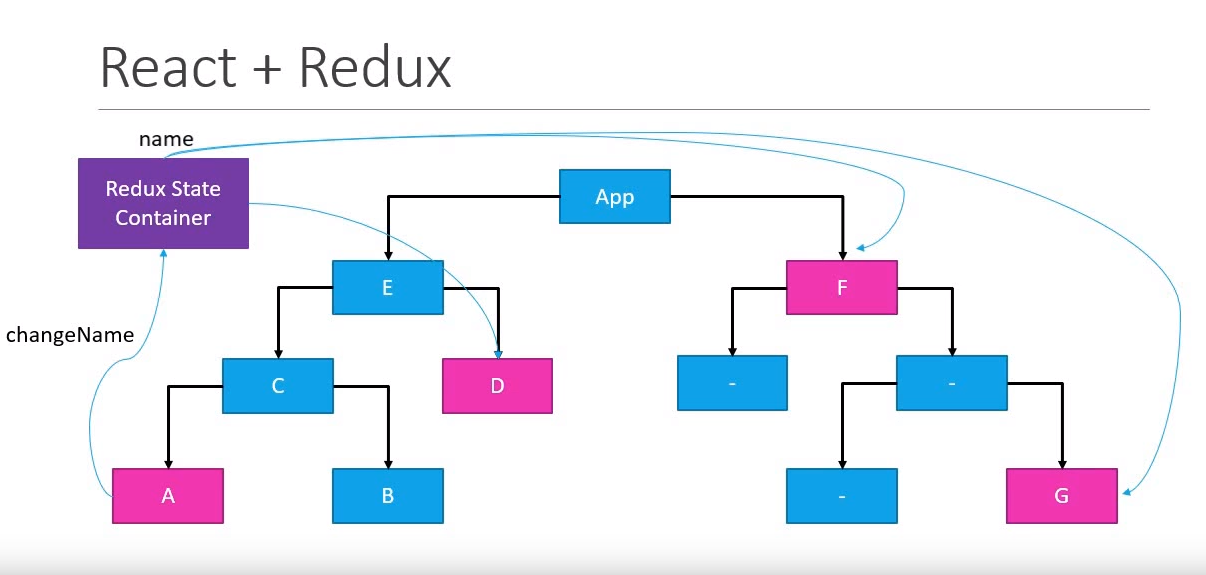 React + Redux
name
Redux State
Container
App
E
F
changeName
C
D
-
-
A
B
-
G